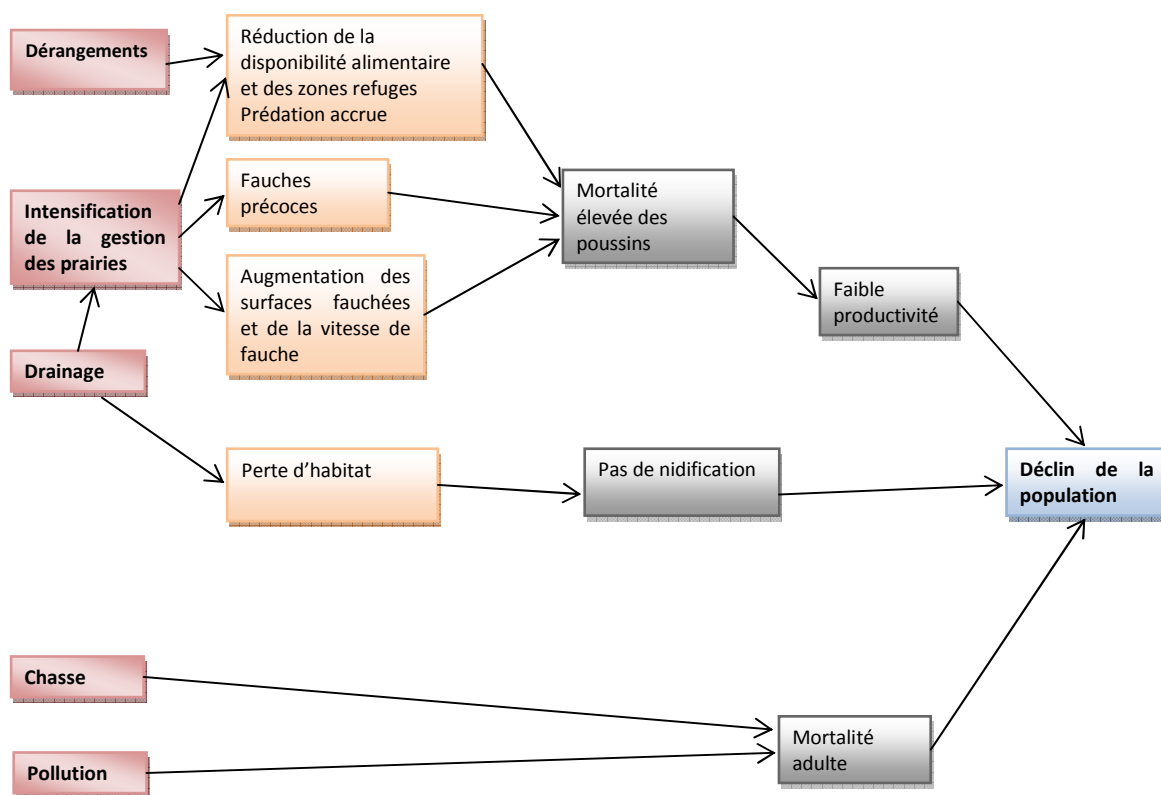 Dérangements
Réduction de la
disponibilité alimentaire
et des zones refuges
Prédation accrue
Intensification
de la gestion
des prairies
Fauches
précoces
Mortalité
élevée des
poussins
Augmentation des
surfaces fauchées
et de la vitesse de
fauche
Faible
productivité
Drainage
Perte d’habitat
Pas de nidification
Déclin de la
population
Chasse
Mortalité
adulte
Pollution